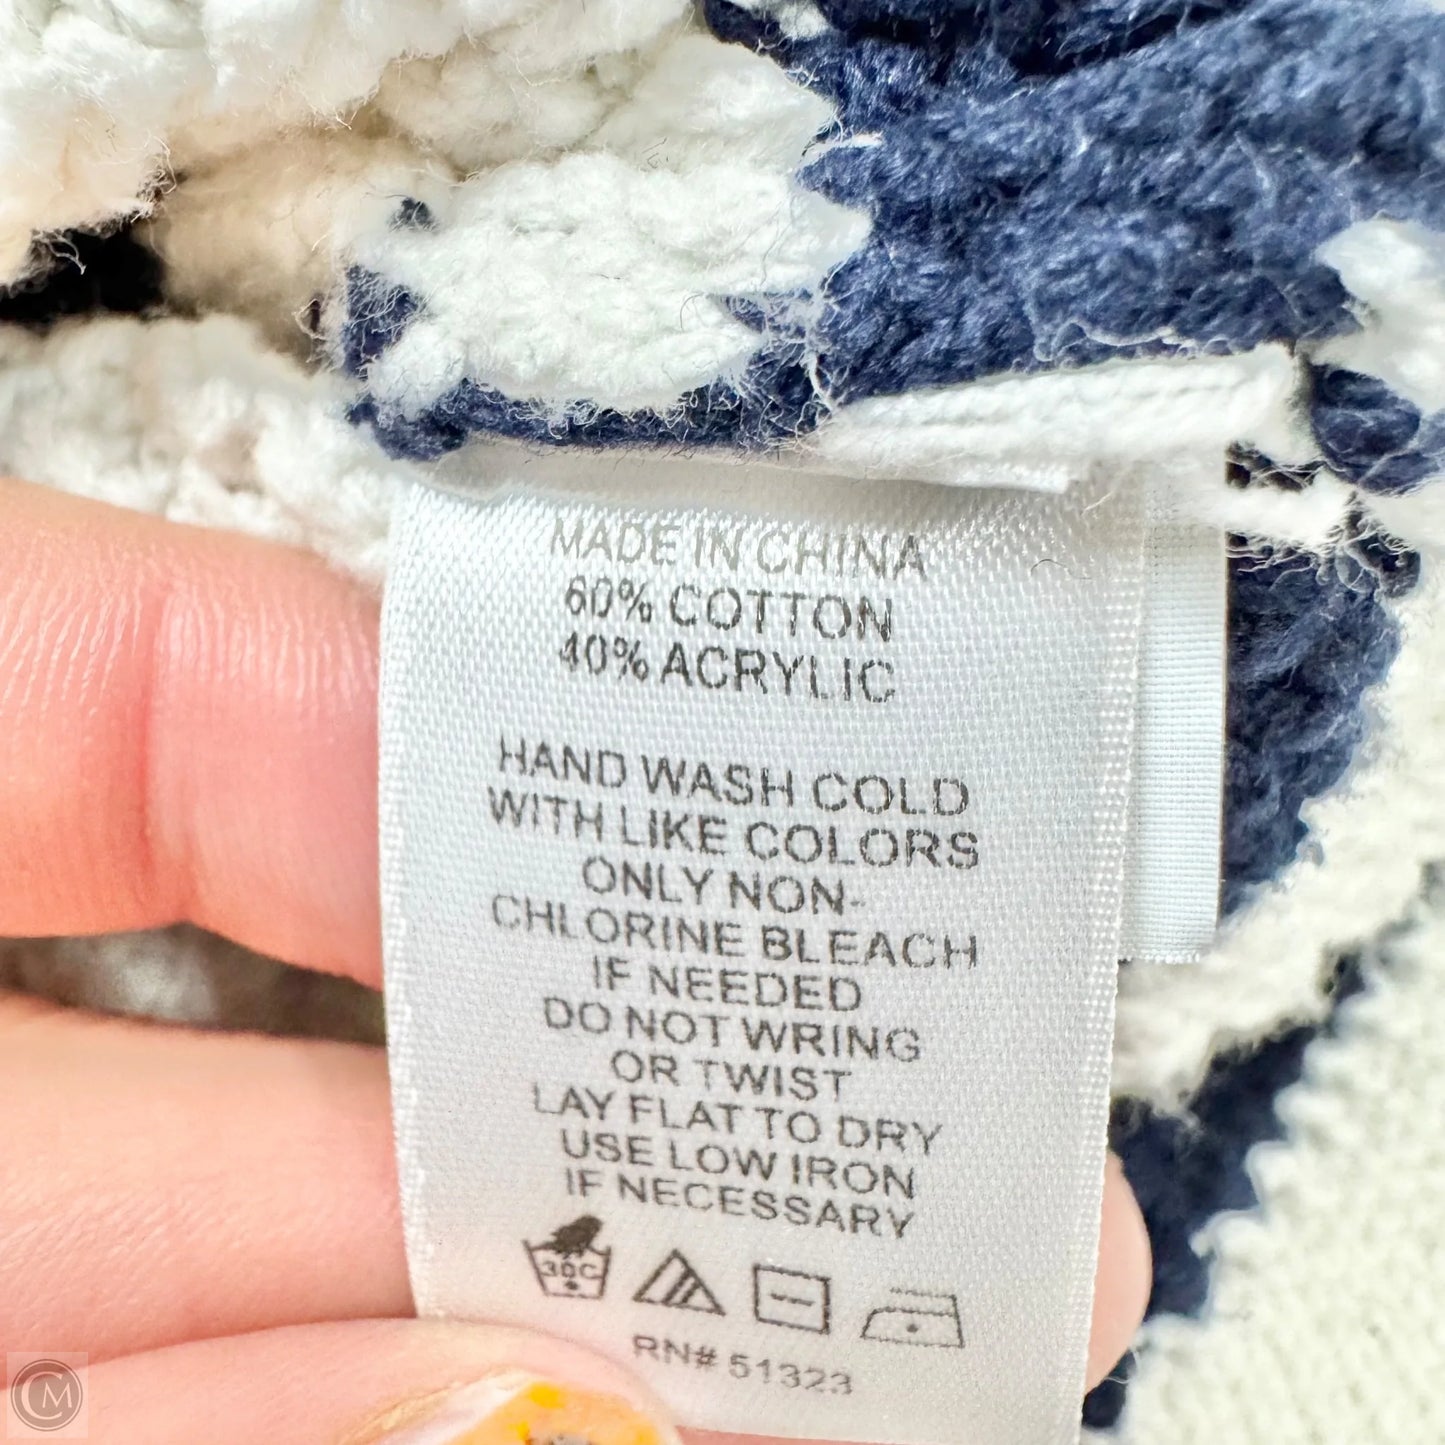 MADE IN CHINA
60% COTTON
40% ACRYLIC
HAND WASH COLD
WITH LIKE COLORS
ONLY NON-
CHLORINE BLEACH
IF NEEDED
DO NOT WRING
OR TWIST
LAY FLAT TO DRY
USE LOW IRON
IF NECESSARY
30C
RN# 51323
CM